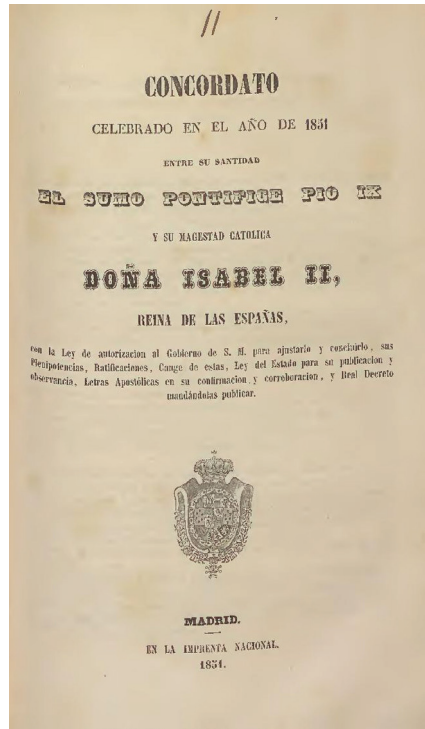 11
CONCORDATO
CELEBRADO EN EL AÑO DE 1851
ENTRE SU SANTIDAD
EL SUMO PONTIFICE PIO IX
Y SU MAGESTAD CATOLICA
DOÑA ISABEL II,
REINA DE LAS ESPAÑAS,
con la Ley de autorizacion al Gobierno de S. M. para ajustarlo y concluirlo, sus
Plenipotencias, Ratificaciones, Cange de estas, Ley del Estado para su publicacion y
observancia, Letras Apostólicas en su confirmacion y corroboracion, y Real Decreto
mandándolas publicar.
MADRID.
EN LA IMPRENTA NACIONAL.
1851.